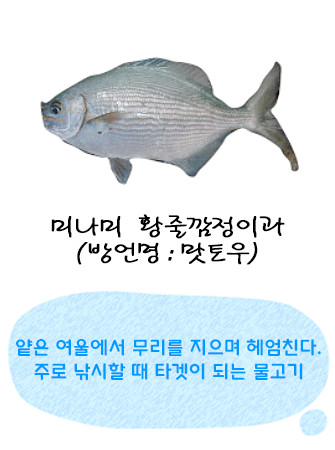 미나미 황줄깜정이과
(방언명 : 맛토우)
얕은 여울에서 무리를 지으며 헤엄친다.
주로 낚시할 때 타겟이 되는 물고기